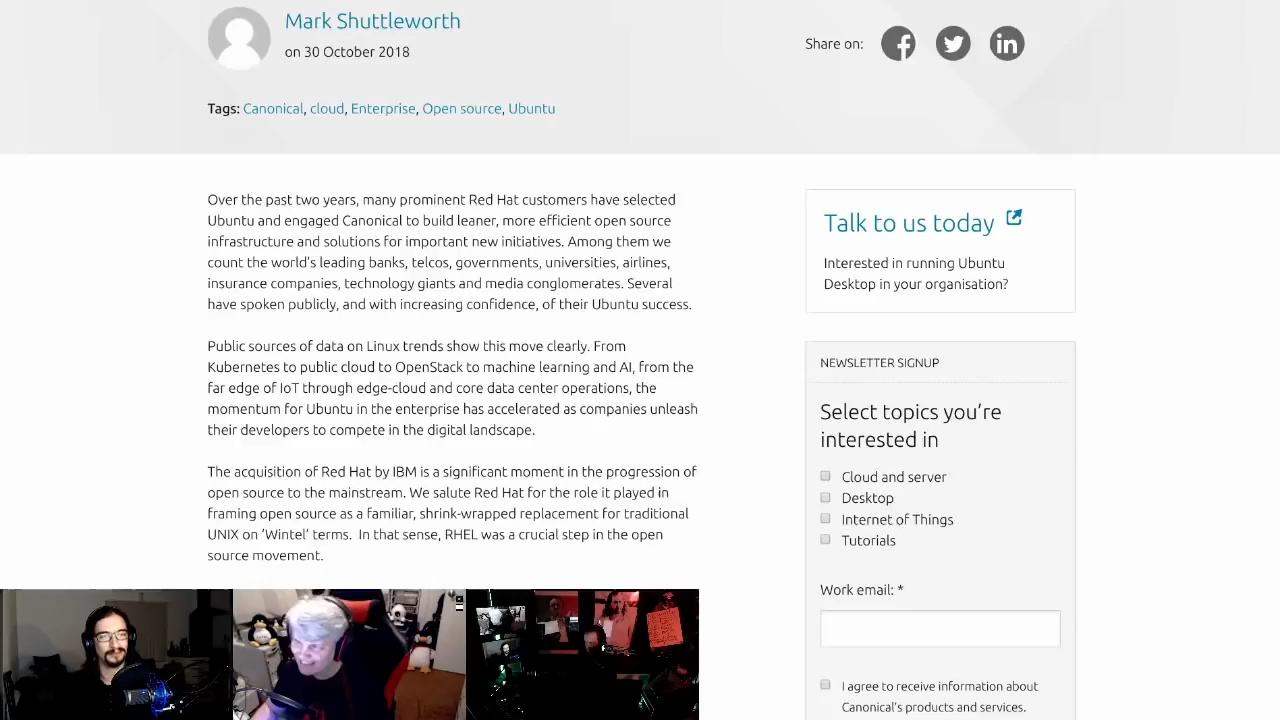 Mark Shuttleworth
on 30 October 2018
Share on:
Tags: Canonical, cloud, Enterprise, Open source, Ubuntu
Over the past two years, many prominent Red Hat customers have selected
Ubuntu and engaged Canonical to build leaner, more efficient open source
infrastructure and solutions for important new initiatives. Among them we
count the world's leading banks, telcos, governments, universities, airlines,
insurance companies, technology giants and media conglomerates. Several
have spoken publicly, and with increasing confidence, of their Ubuntu success.
Public sources of data on Linux trends show this move clearly. From
Kubernetes to public cloud to OpenStack to machine learning and AI, from the
far edge of IoT through edge-cloud and core data center operations, the
momentum for Ubuntu in the enterprise has accelerated as companies unleash
their developers to compete in the digital landscape.
The acquisition of Red Hat by IBM is a significant moment in the progression of
open source to the mainstream. We salute Red Hat for the role it played in
framing open source as a familiar, shrink-wrapped replacement for traditional
UNIX on 'Wintel' terms. In that sense, RHEL was a crucial step in the open
source movement.
Talk to us today
Interested in running Ubuntu
Desktop in your organisation?
NEWSLETTER SIGNUP
Select topics you're
interested in
Cloud and server
Desktop
Internet of Things
Tutorials
Work email: *
I agree to receive information about
Canonical's products and services.